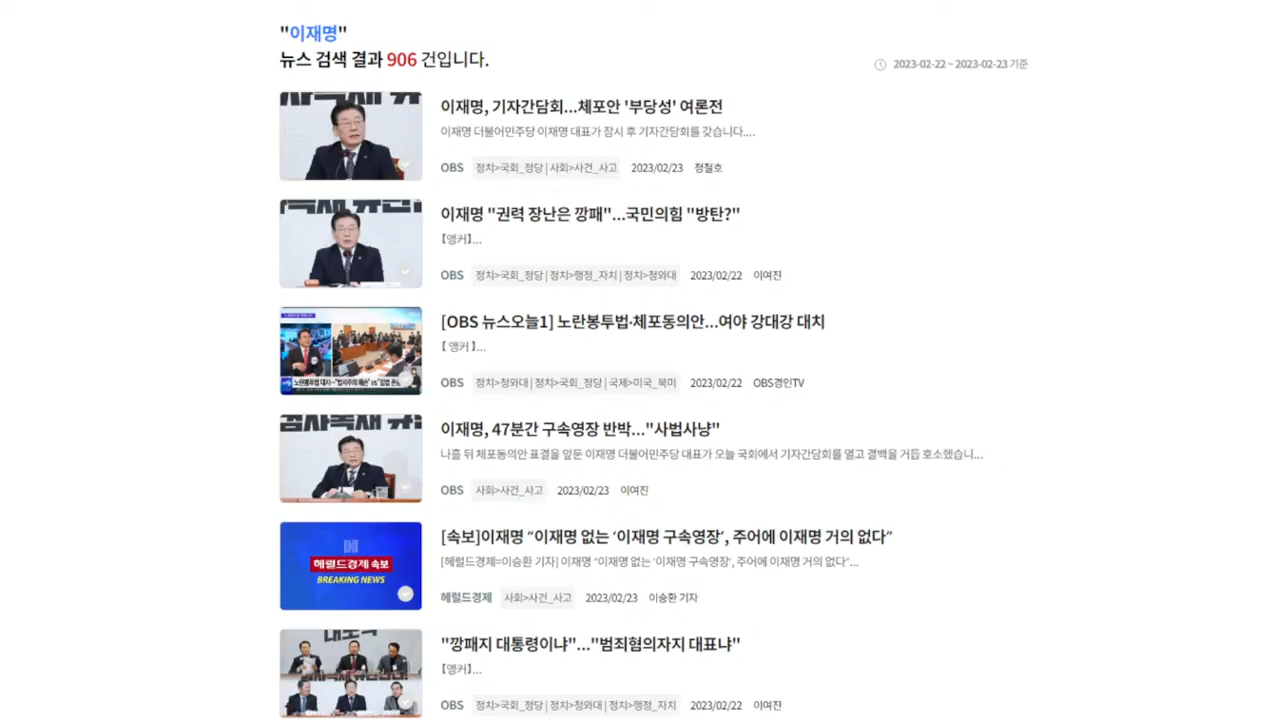 "이재명"
뉴스 검색 결과 906 건입니다.
2023-02-22 ~ 2023-02-23 기준
이재명, 기자간담회...체포안 '부당성' 여론전
이재명 더불어민주당 이재명 대표가 잠시 후 기자간담회를 갖습니다....
OBS 정치>국회_정당 | 사회>사건_사고 2023/02/23 정철호
이재명 "권력 장난은 깡패"...국민의힘 "방탄?"
【앵커】...
OBS 정치>국회_정당 | 정치>행정_자치 | 정치>청와대 2023/02/22 이여진
[OBS 뉴스오늘1] 노란봉투법·체포동의안...여야 강대강 대치
【 앵커 】...
OBS 정치>청와대 | 정치>국회_정당 | 국제>미국_북미 2023/02/22 OBS경인TV
이재명, 47분간 구속영장 반박..."사법사냥"
나흘 뒤 체포동의안 표결을 앞둔 이재명 더불어민주당 대표가 오늘 국회에서 기자간담회를 열고 결백을 거듭 호소했습니...
OBS 사회>사건_사고 2023/02/23 이여진
헤럴드경제 속보
BREAKING NEWS
[속보]이재명 “이재명 없는 ‘이재명 구속영장’, 주어에 이재명 거의 없다”
[헤럴드경제=이승환 기자] 이재명 “이재명 없는 ‘이재명 구속영장’, 주어에 이재명 거의 없다”...
헤럴드경제 사회>사건_사고 2023/02/23 이승환 기자
"깡패지 대통령이냐"..."범죄혐의자지 대표냐"
【앵커】...
OBS 정치>국회_정당 | 정치>청와대 | 정치>행정_자치 2023/02/22 이여진